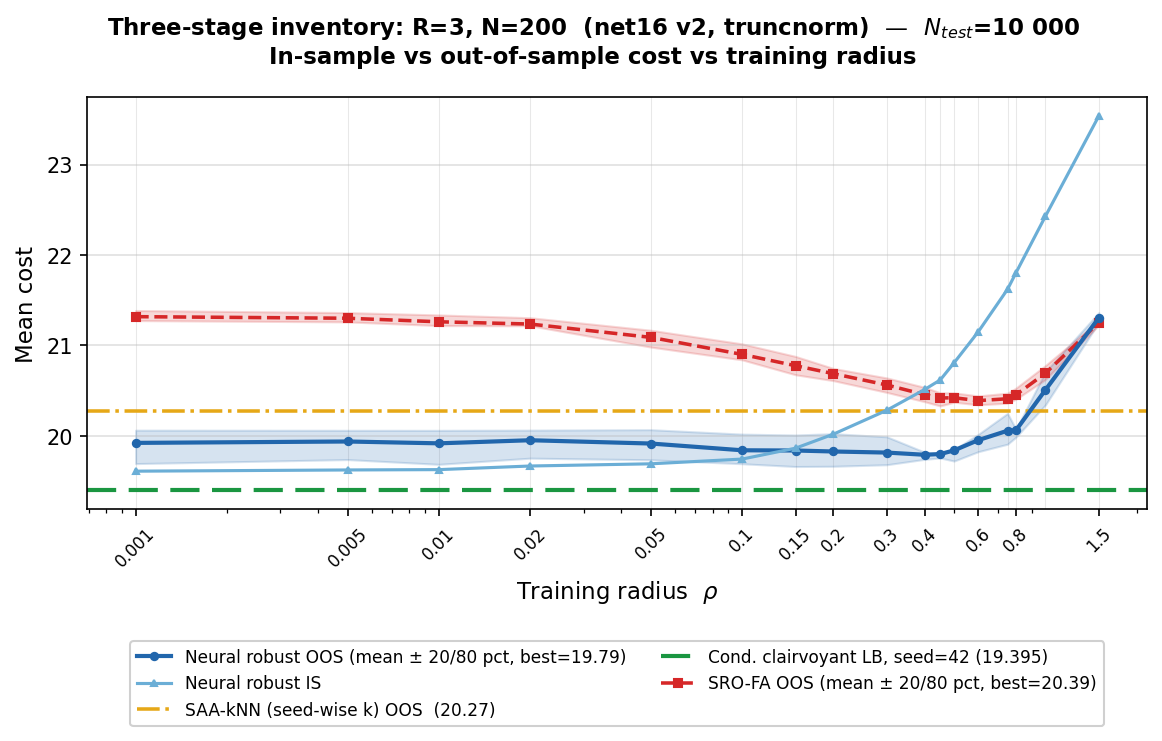 Three-stage inventory: R=3, N=200  (net16 v2, truncnorm)  —  N_{test}=10 000
In-sample vs out-of-sample cost vs training radius
Mean cost
23
22
21
20
0.001
0.005
0.01
0.02
0.05
0.1
0.15
0.2
0.3
0.4
0.6
0.8
1.5
Training radius  ρ
Neural robust OOS (mean ± 20/80 pct, best=19.79)
Neural robust IS
SAA-kNN (seed-wise k) OOS  (20.27)
Cond. clairvoyant LB, seed=42 (19.395)
SRO-FA OOS (mean ± 20/80 pct, best=20.39)